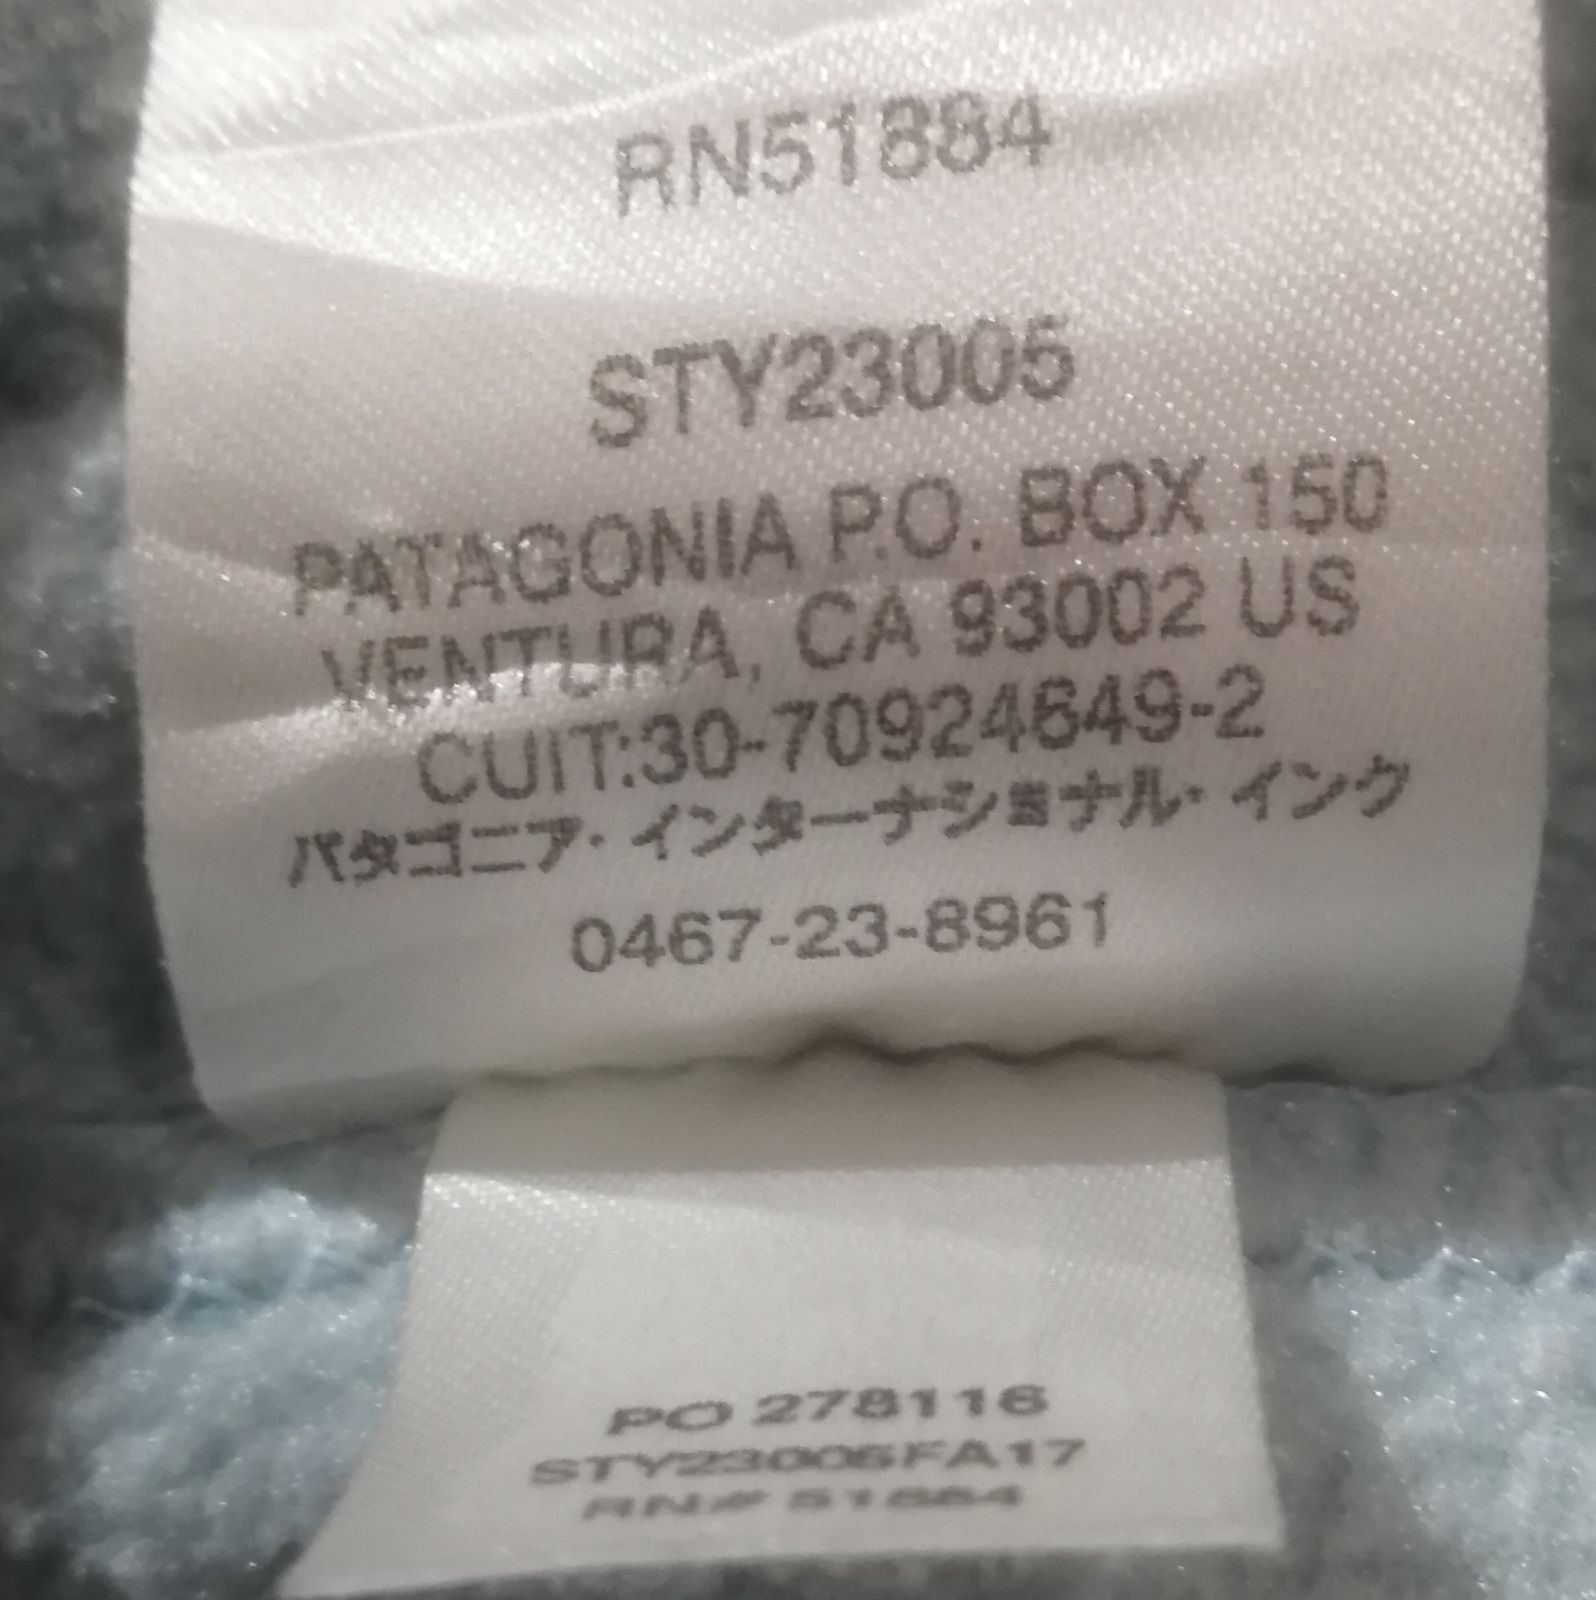 RN51884
STY23005
PATAGONIA P.O. BOX 150
VENTURA, CA 93002 US
CUIT:30-70924649-2
パタゴニア・インターナショナル・インク
0467-23-8961
PO 278116
STY23005FA17
RN# 51884